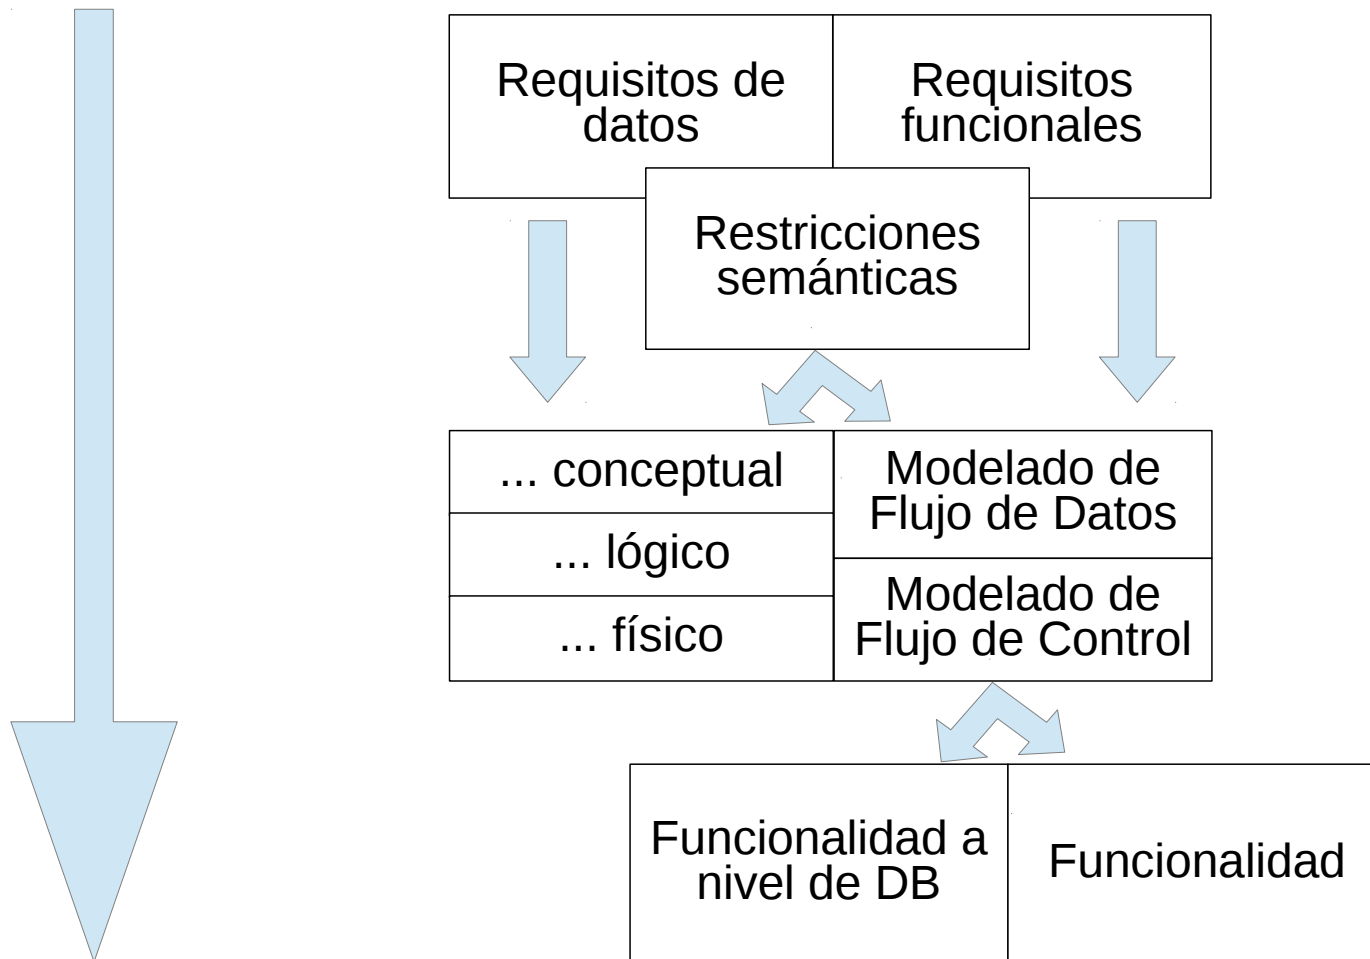 Requisitos de
datos
Requisitos
funcionales
Restricciones
semánticas
... conceptual
... lógico
... físico
Modelado de
Flujo de Datos
Modelado de
Flujo de Control
Funcionalidad a
nivel de DB
Funcionalidad